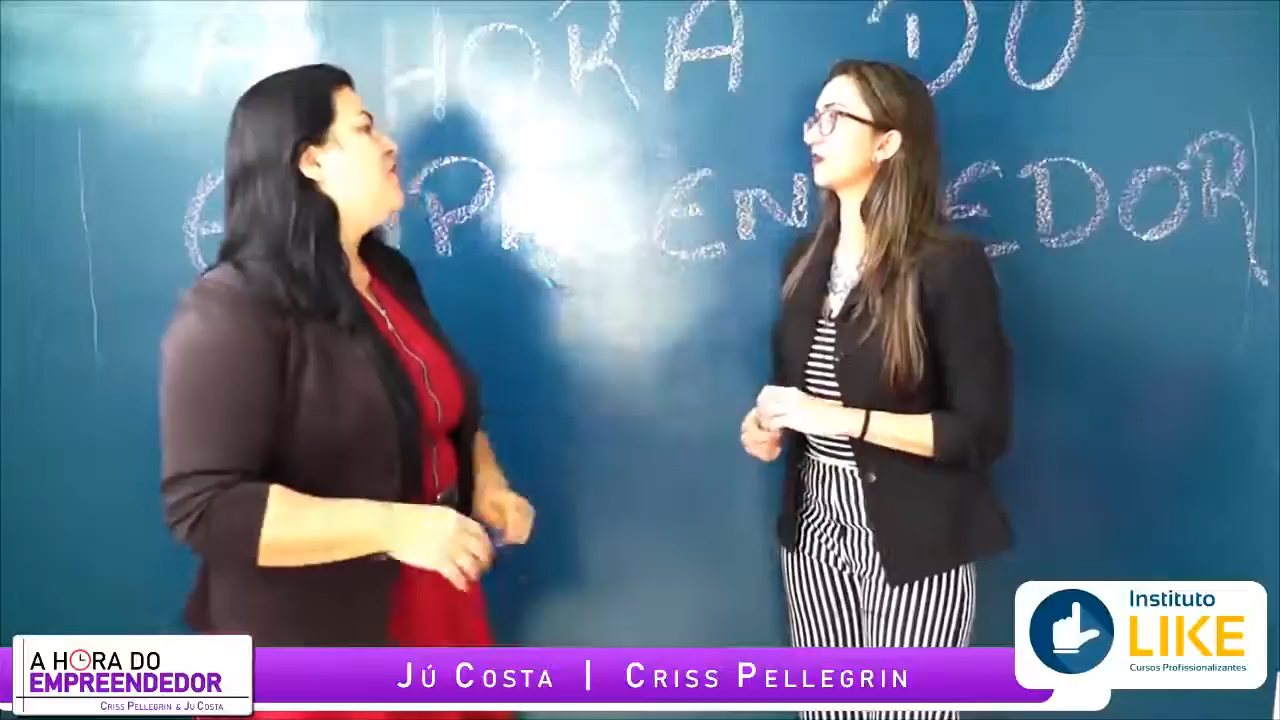 A HORA DO
EMPREENDEDOR
A HORA DO
EMPREENDEDOR
CRISS PELLEGRIN & JU COSTA
JÚ COSTA | CRISS PELLEGRIN
Instituto
LIKE
Cursos Profissionalizantes